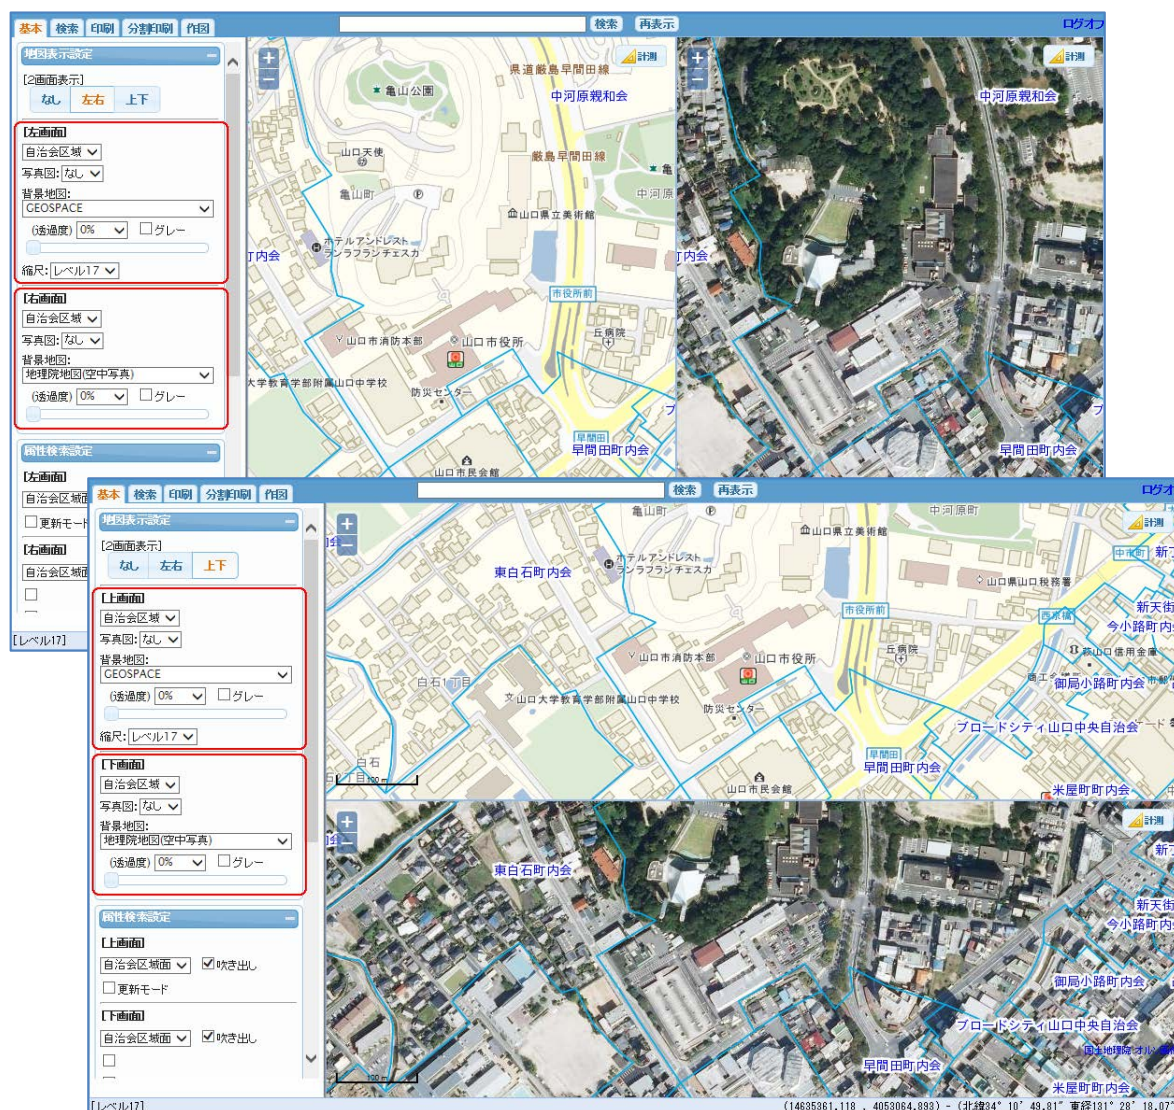 基本 検索 印刷 分割印刷 作図 検索 再表示 ログオフ
地図表示設定
[2画面表示]
なし 左右 上下
[左画面]
自治会区域
写真図: なし
背景地図:
GEOSPACE
(透過度) 0% グレー
縮尺: レベル17
[右画面]
自治会区域
写真図: なし
背景地図:
地理院地図(空中写真)
(透過度) 0% グレー
属性検索設定
[左画面]
自治会区域面
更新モード
[右画面]
自治会区域面
[レベル17]
計測
県道厳島早間田線
中河原親和会
亀山公園
山口天使
厳島早間田線
亀山町
山口県立美術館
ホテルアンドレスト
ランラフランチェスカ
町内会
市役所前
丘病院
山口市消防本部
山口市役所
大学教育学部附属山口中学校
防災センター
早間田
早間田町内会
山口市民会館
計測
中河原親和会
町内会
早間田町内会
基本 検索 印刷 分割印刷 作図 検索 再表示
地図表示設定
[2画面表示]
なし 左右 上下
[上画面]
自治会区域
写真図: なし
背景地図:
GEOSPACE
(透過度) 0% グレー
縮尺: レベル17
[下画面]
自治会区域
写真図: なし
背景地図:
地理院地図(空中写真)
(透過度) 0% グレー
属性検索設定
[上画面]
自治会区域面 吹き出し
更新モード
[下画面]
自治会区域面 吹き出し
亀山町
中河原町
山口県立美術館
計測
ホテルアンドレスト
ランラフランチェスカ
中市町
東白石町内会
山口県山口税務署
市役所前
新天街
西京橋
今小路町内会
丘病院
山口市消防本部
山口市役所
萩山口信用金庫
白石1丁目
御局小路町内会
山口大学教育学部附属山口中学校
防災センター
ブロードシティ山口中央自治会
早間田
白石
早間田町内会
100 m
山口市民会館
米屋町町内会
計測
東白石町内会
新天街
今小路町内会
御局小路町内会
ブロードシティ山口中央自治会
早間田町内会
100 m
米屋町町内会
[レベル17] (14635361.118 , 4053064.893) - (北緯34° 10' 49.81" 東経131° 28' 18.07